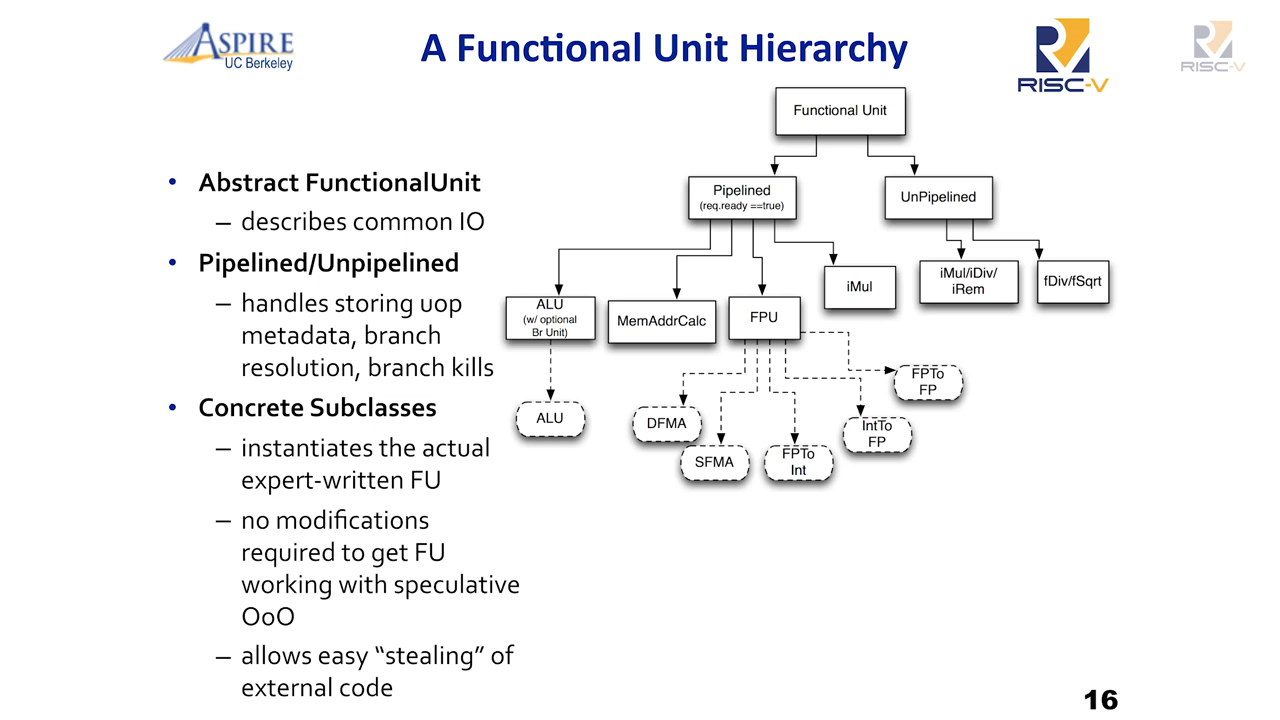 ASPIRE
UC Berkeley
A Functional Unit Hierarchy
RISC-V
RISC-V
• Abstract FunctionalUnit
– describes common IO
• Pipelined/Unpipelined
– handles storing uop
metadata, branch
resolution, branch kills
• Concrete Subclasses
– instantiates the actual
expert-written FU
– no modifications
required to get FU
working with speculative
OoO
– allows easy “stealing” of
external code
Functional Unit
Pipelined
(req.ready ==true)
UnPipelined
ALU
(w/ optional
Br Unit)
MemAddrCalc
FPU
iMul
iMul/iDiv/
iRem
fDiv/fSqrt
ALU
DFMA
SFMA
FPTo
Int
IntTo
FP
FPTo
FP
16